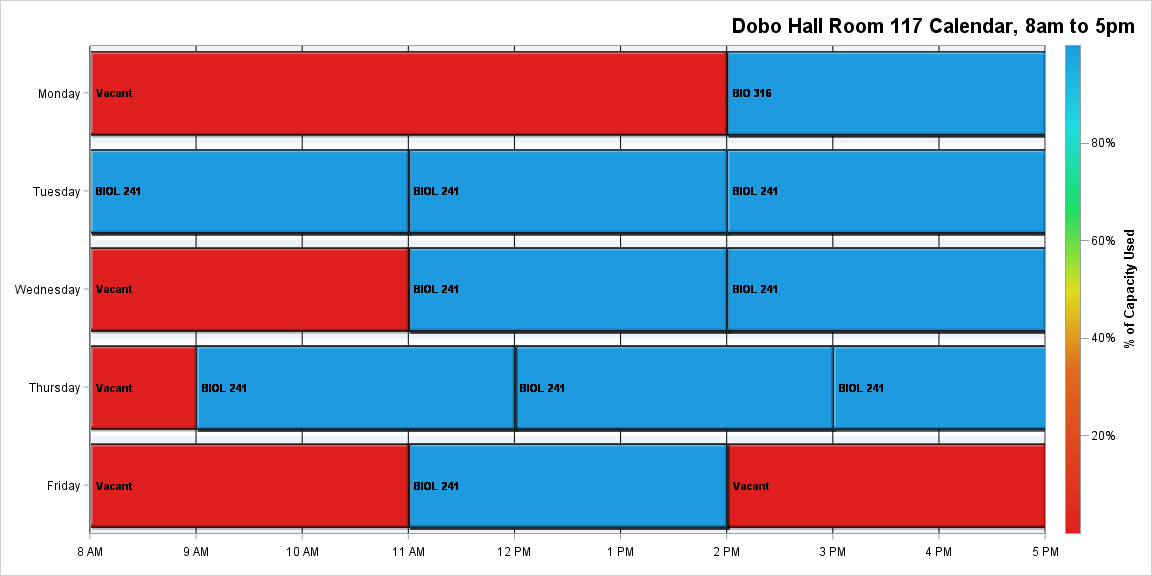 Dobo Hall Room 117 Calendar, 8am to 5pm
Monday
Vacant
BIO 316
Tuesday
BIOL 241
BIOL 241
BIOL 241
Wednesday
Vacant
BIOL 241
BIOL 241
Thursday
Vacant
BIOL 241
BIOL 241
BIOL 241
Friday
Vacant
BIOL 241
Vacant
8 AM
9 AM
10 AM
11 AM
12 PM
1 PM
2 PM
3 PM
4 PM
5 PM
80%
60%
40%
20%
% of Capacity Used